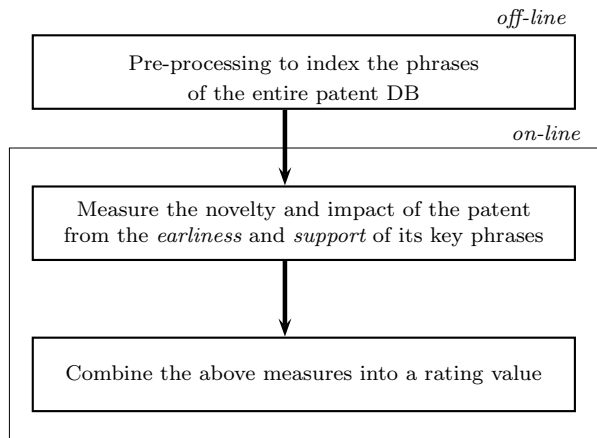 off-line
Pre-processing to index the phrases
of the entire patent DB
on-line
Measure the novelty and impact of the patent
from the earliness and support of its key phrases
Combine the above measures into a rating value